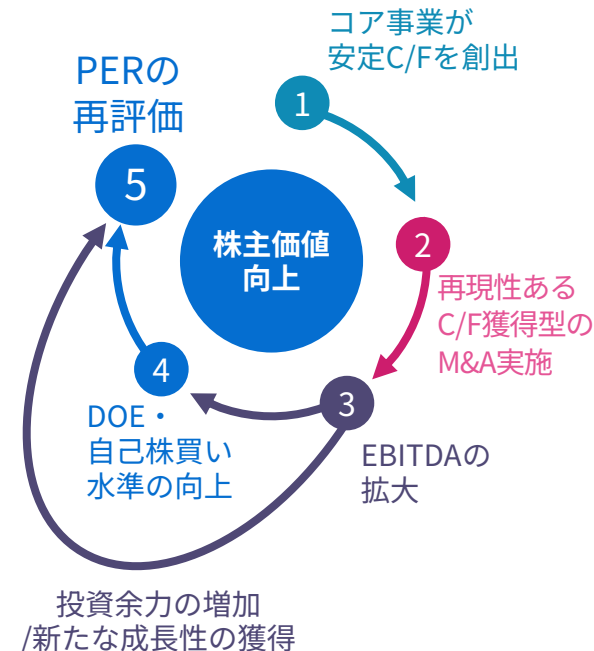 コア事業が
安定C/Fを創出
1
2
再現性ある
C/F獲得型の
M&A実施
3
EBITDAの
拡大
4
DOE・
自己株買い
水準の向上
5
PERの
再評価
株主価値
向上
投資余力の増加
/新たな成長性の獲得